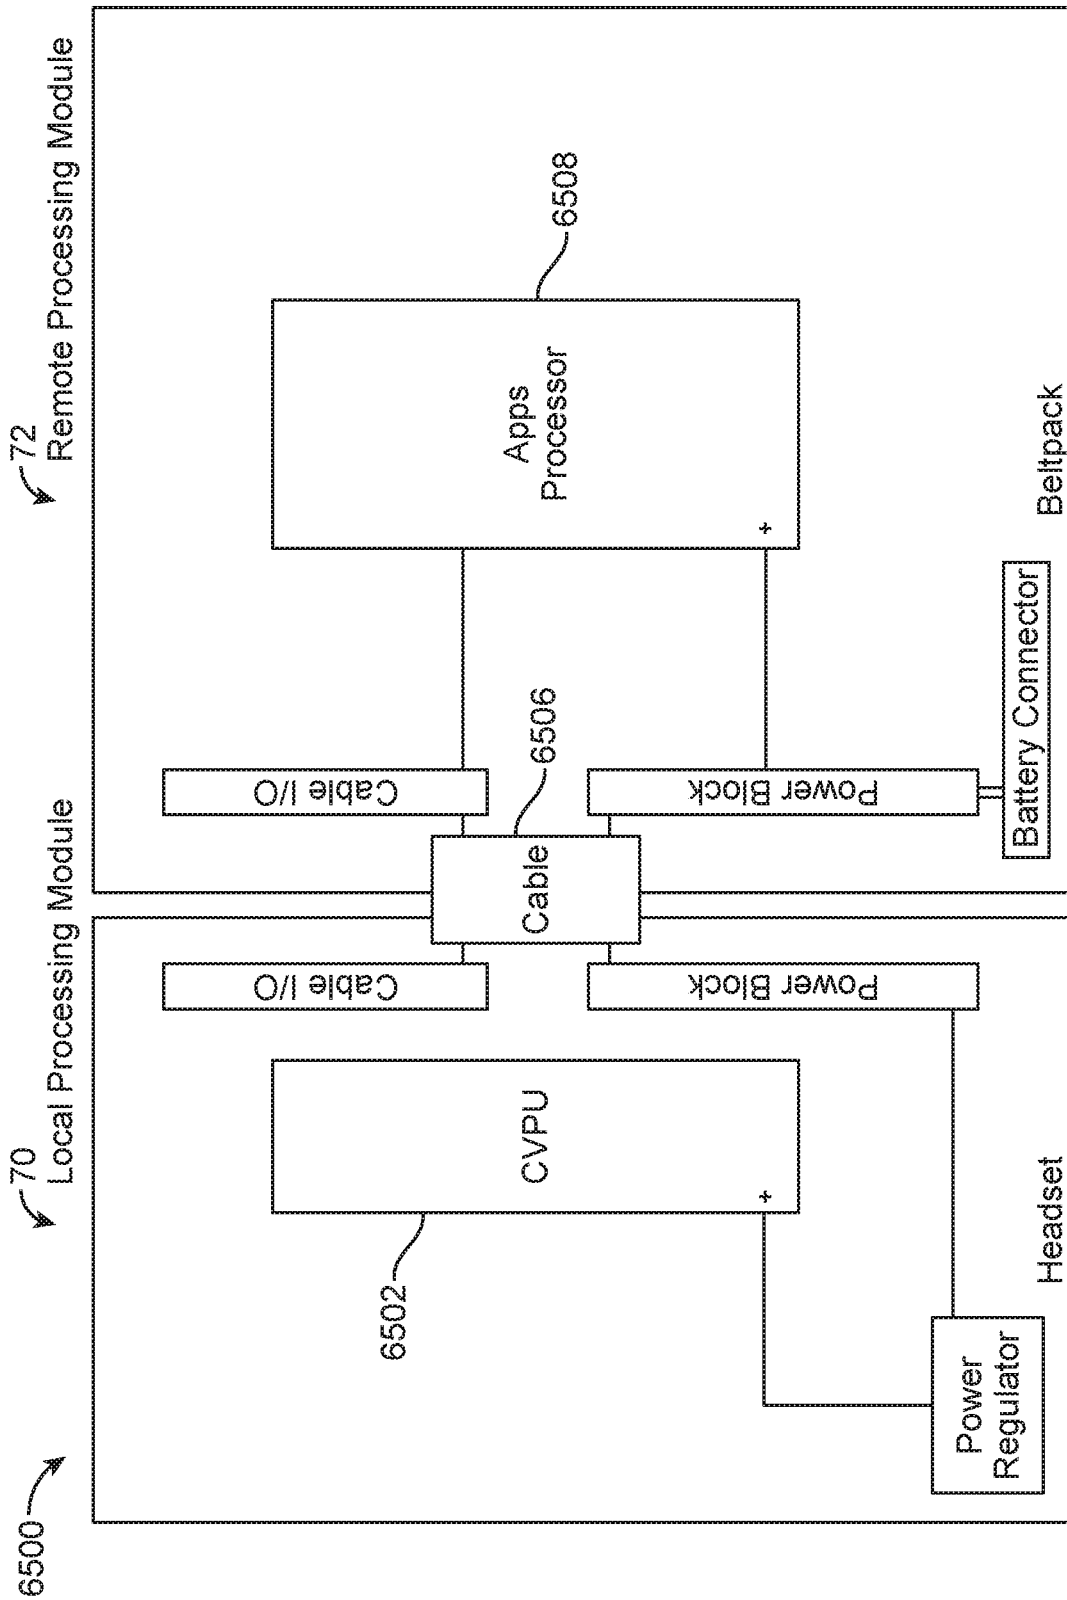 6500
70
Local Processing Module
72
Remote Processing Module
Cable I/O
Cable I/O
6502
CVPU
+
Cable
6506
Apps
Processor
+
6508
Power Block
Power Block
Power
Regulator
Battery Connector
Headset
Beltpack